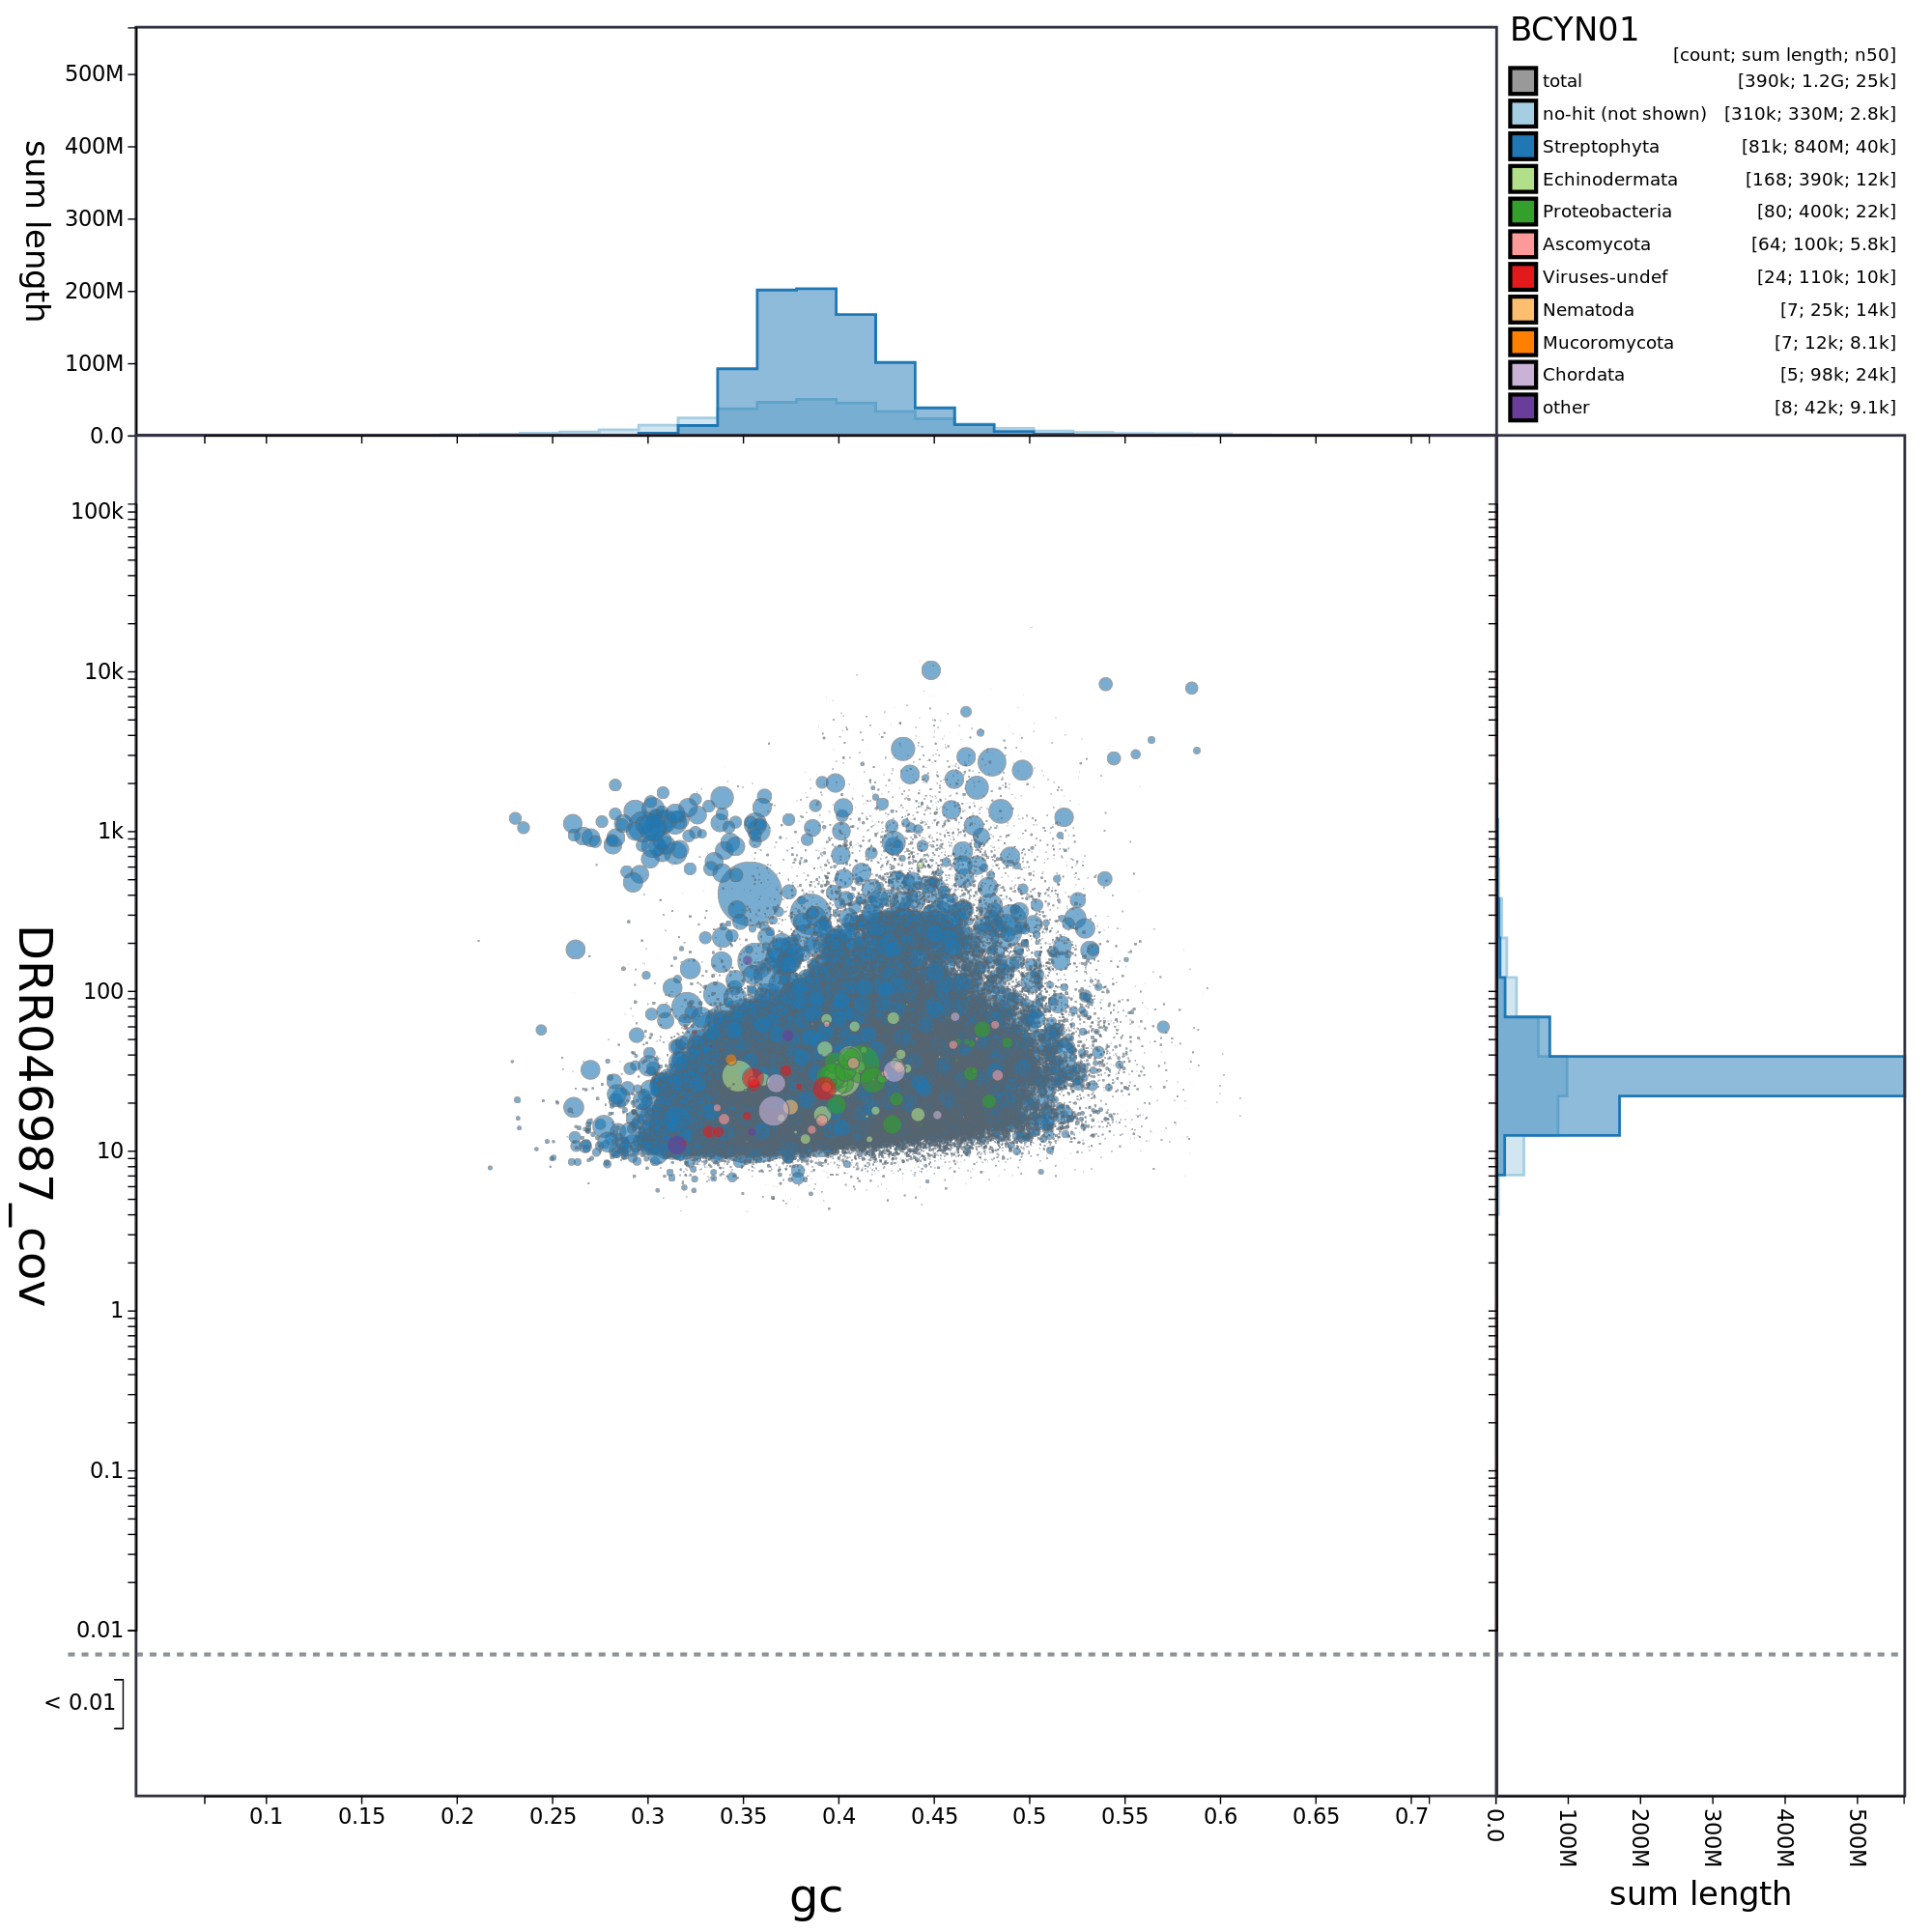 BCYN01
[count; sum length; n50]
total [390k; 1.2G; 25k]
no-hit (not shown) [310k; 330M; 2.8k]
Streptophyta [81k; 840M; 40k]
Echinodermata [168; 390k; 12k]
Proteobacteria [80; 400k; 22k]
Ascomycota [64; 100k; 5.8k]
Viruses-undef [24; 110k; 10k]
Nematoda [7; 25k; 14k]
Mucoromycota [7; 12k; 8.1k]
Chordata [5; 98k; 24k]
other [8; 42k; 9.1k]
sum length
500M
400M
300M
200M
100M
0.0
DRR046987_cov
100k
10k
1k
100
10
1
0.1
0.01
< 0.01
0.1 0.15 0.2 0.25 0.3 0.35 0.4 0.45 0.5 0.55 0.6 0.65 0.7
gc
0.0 100M 200M 300M 400M 500M
sum length